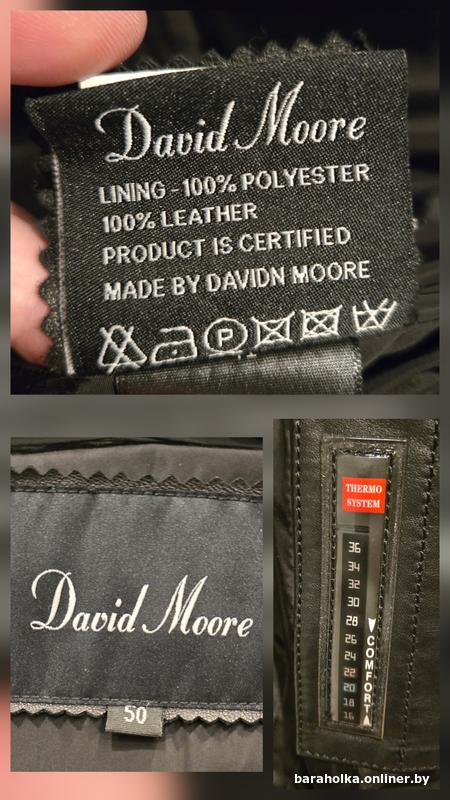 David Moore
LINING - 100% POLYESTER
100% LEATHER
PRODUCT IS CERTIFIED
MADE BY DAVIDN MOORE
P
David Moore
50
THERMO
SYSTEM
36
34
32
30
28
26
24
22
20
18
16
COMFORT
baraholka.onliner.by